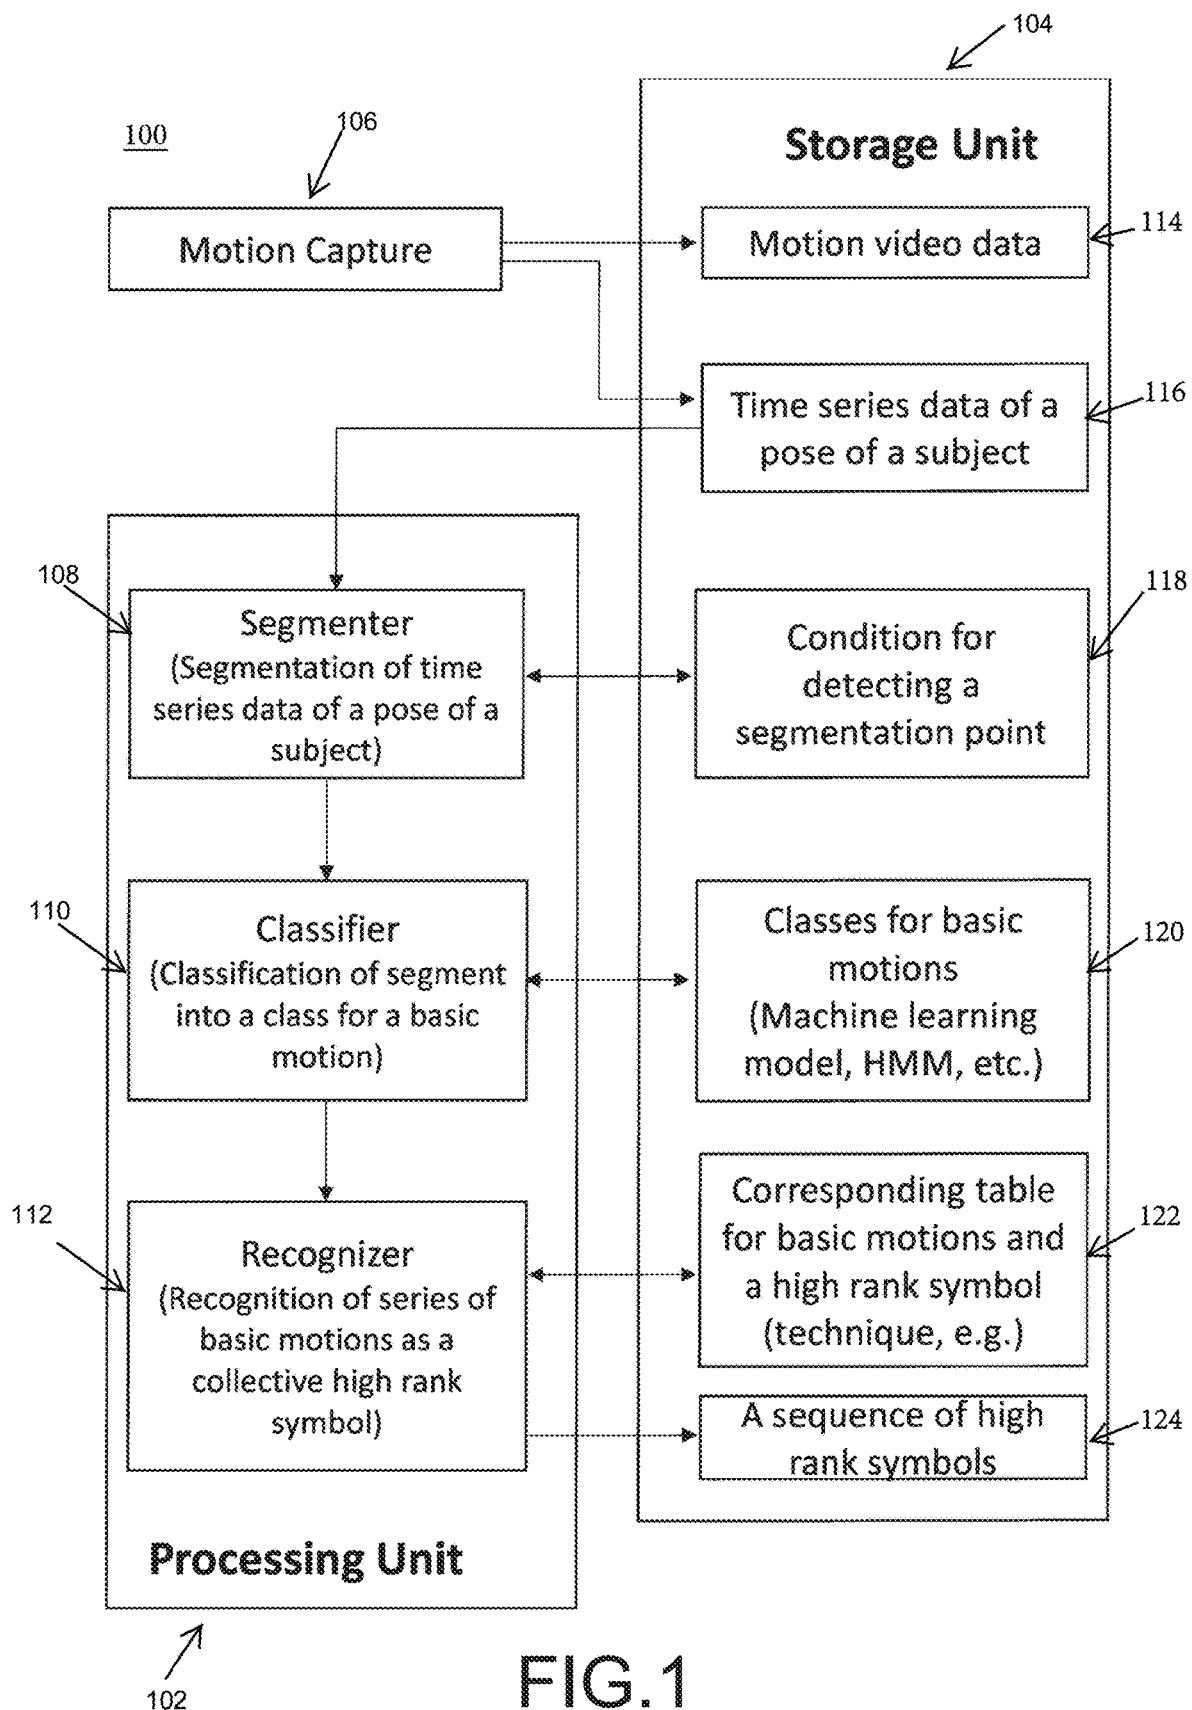 104
100
106
Storage Unit
Motion Capture
Motion video data
114
Time series data of a
pose of a subject
116
108
Segmenter
(Segmentation of time
series data of a pose of a
subject)
Condition for
detecting a
segmentation point
118
110
Classifier
(Classification of segment
into a class for a basic
motion)
Classes for basic
motions
(Machine learning
model, HMM, etc.)
120
112
Recognizer
(Recognition of series of
basic motions as a
collective high rank
symbol)
Corresponding table
for basic motions and
a high rank symbol
(technique, e.g.)
122
A sequence of high
rank symbols
124
Processing Unit
102
FIG.1